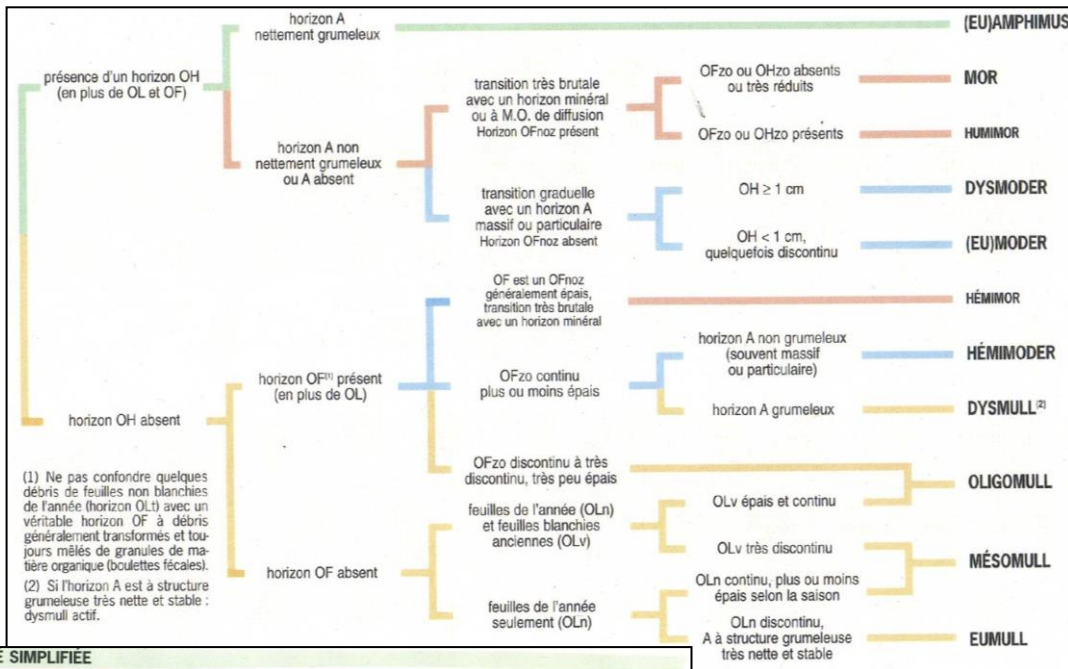 horizon A
nettement grumeleux
(EU)AMPHIMUS
présence d'un horizon OH
(en plus de OL et OF)
transition très brutale
avec un horizon minéral
ou à M.O. de diffusion
Horizon OFnoz présent
OFzo ou OHzo absents
ou très réduits
MOR
OFzo ou OHzo présents
HUMIMOR
horizon A non
nettement grumeleux
ou A absent
transition graduelle
avec un horizon A
massif ou particulaire
Horizon OFnoz absent
OH ≥ 1 cm
DYSMODER
OH < 1 cm,
quelquefois discontinu
(EU)MODER
OF est un OFnoz
généralement épais,
transition très brutale
avec un horizon minéral
HÉMIMOR
horizon OF(1) présent
(en plus de OL)
OFzo continu
plus ou moins épais
horizon A non grumeleux
(souvent massif
ou particulaire)
HÉMIMODER
horizon A grumeleux
DYSMULL(2)
horizon OH absent
OFzo discontinu à très
discontinu, très peu épais
OLIGOMULL
feuilles de l'année (OLn)
et feuilles blanchies
anciennes (OLv)
OLv épais et continu
OLv très discontinu
MÉSOMULL
horizon OF absent
feuilles de l'année
seulement (OLn)
OLn continu, plus ou moins
épais selon la saison
OLn discontinu,
A à structure grumeleuse
très nette et stable
EUMULL
(1) Ne pas confondre quelques
débris de feuilles non blanchies
de l'année (horizon OLt) avec un
véritable horizon OF à débris
généralement transformés et tou-
jours mêlés de granules de ma-
tière organique (boulettes fécales).
(2) Si l'horizon A est à structure
grumeleuse très nette et stable :
dysmull actif.
E SIMPLIFIÉE